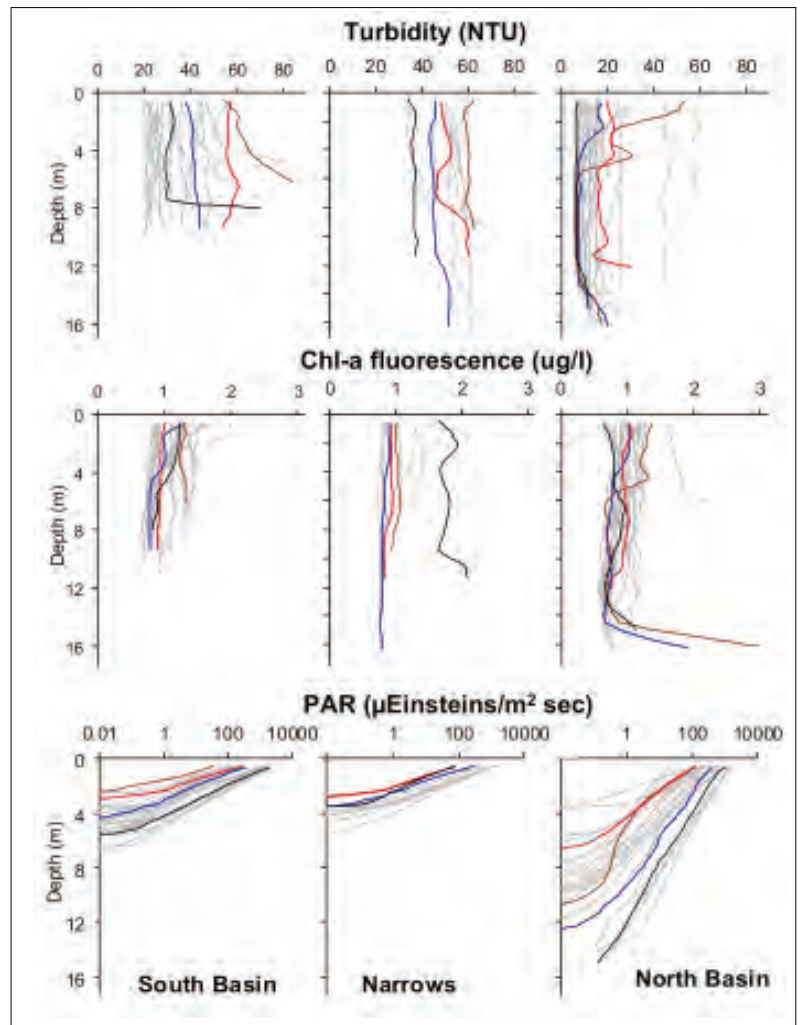 Turbidity (NTU)
0 20 40 60 80 0 20 40 60 80 0 20 40 60 80
0
4
8
12
16
Depth (m)
Chl-a fluorescence (ug/l)
0 1 2 3 0 1 2 3 0 1 2 3
0
4
8
12
16
Depth (m)
PAR (µEinsteins/m² sec)
0.01 1 100 10000 1 100 10000 1 100 10000
0
4
8
12
16
Depth (m)
South Basin Narrows North Basin